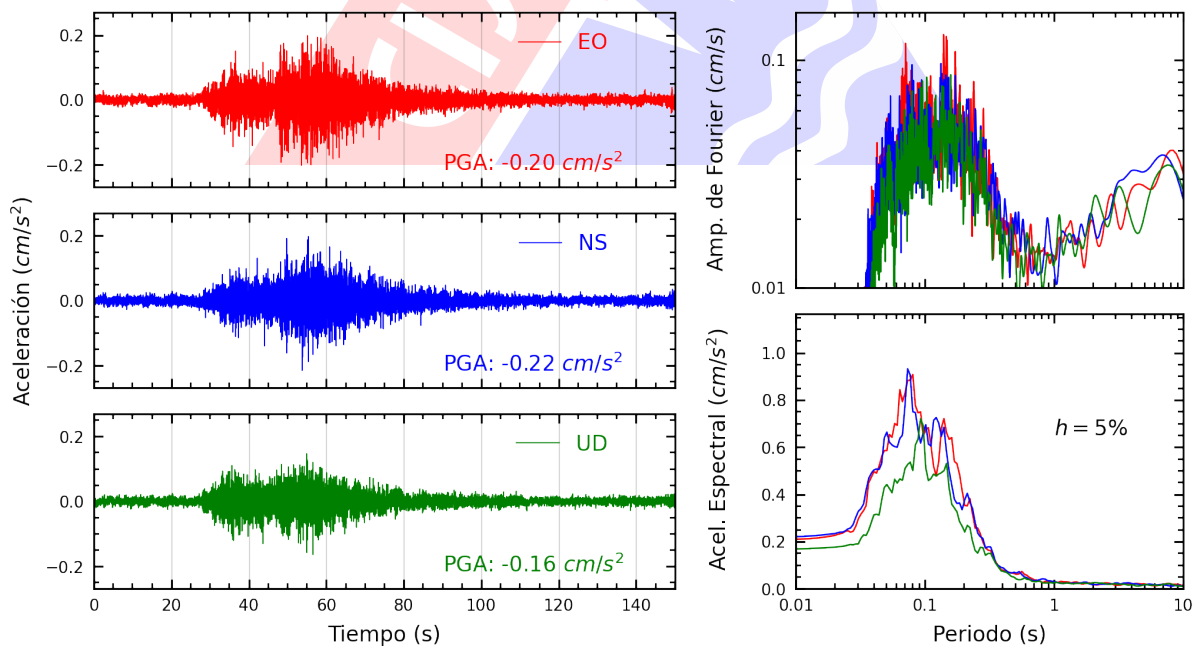 Aceleración (cm/s²)
0.2
0.0
−0.2
EO
PGA: -0.20 cm/s²
0.2
0.0
−0.2
NS
PGA: -0.22 cm/s²
0.2
0.0
−0.2
UD
PGA: -0.16 cm/s²
0 20 40 60 80 100 120 140
Tiempo (s)
Amp. de Fourier (cm/s)
0.1
0.01
Acel. Espectral (cm/s²)
1.0
0.8
0.6
0.4
0.2
0.0
h = 5%
0.01 0.1 1 10
Periodo (s)